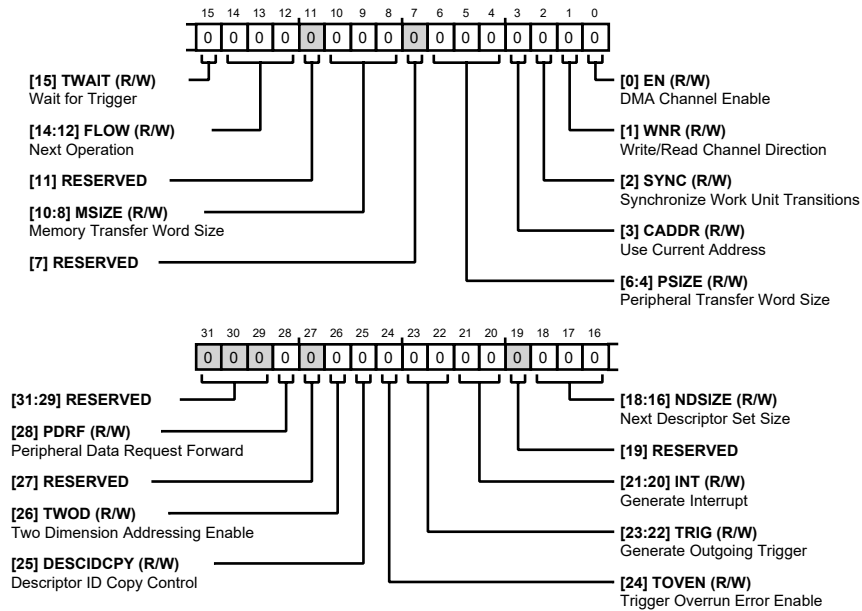 15 14 13 12 11 10 9 8 7 6 5 4 3 2 1 0
0 0 0 0 0 0 0 0 0 0 0 0 0 0 0 0
[15] TWAIT (R/W)
Wait for Trigger
[14:12] FLOW (R/W)
Next Operation
[11] RESERVED
[10:8] MSIZE (R/W)
Memory Transfer Word Size
[7] RESERVED
[0] EN (R/W)
DMA Channel Enable
[1] WNR (R/W)
Write/Read Channel Direction
[2] SYNC (R/W)
Synchronize Work Unit Transitions
[3] CADDR (R/W)
Use Current Address
[6:4] PSIZE (R/W)
Peripheral Transfer Word Size
31 30 29 28 27 26 25 24 23 22 21 20 19 18 17 16
0 0 0 0 0 0 0 0 0 0 0 0 0 0 0 0
[31:29] RESERVED
[28] PDRF (R/W)
Peripheral Data Request Forward
[27] RESERVED
[26] TWOD (R/W)
Two Dimension Addressing Enable
[25] DESCIDCPY (R/W)
Descriptor ID Copy Control
[18:16] NDSIZE (R/W)
Next Descriptor Set Size
[19] RESERVED
[21:20] INT (R/W)
Generate Interrupt
[23:22] TRIG (R/W)
Generate Outgoing Trigger
[24] TOVEN (R/W)
Trigger Overrun Error Enable